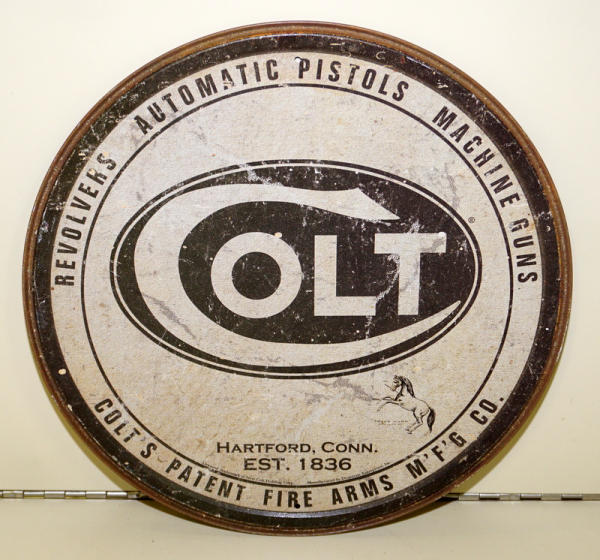 REVOLVERS AUTOMATIC PISTOLS MACHINE GUNS
COLT®
HARTFORD, CONN.
EST. 1836
COLT'S PATENT FIRE ARMS M'F'G CO.